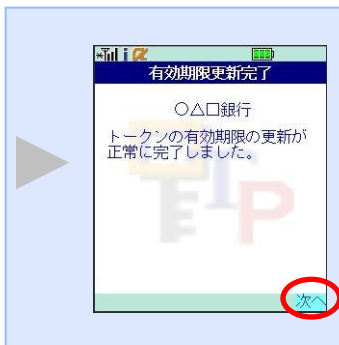 有効期限更新完了
○△□銀行
トークンの有効期限の更新が
正常に完了しました。
次へ